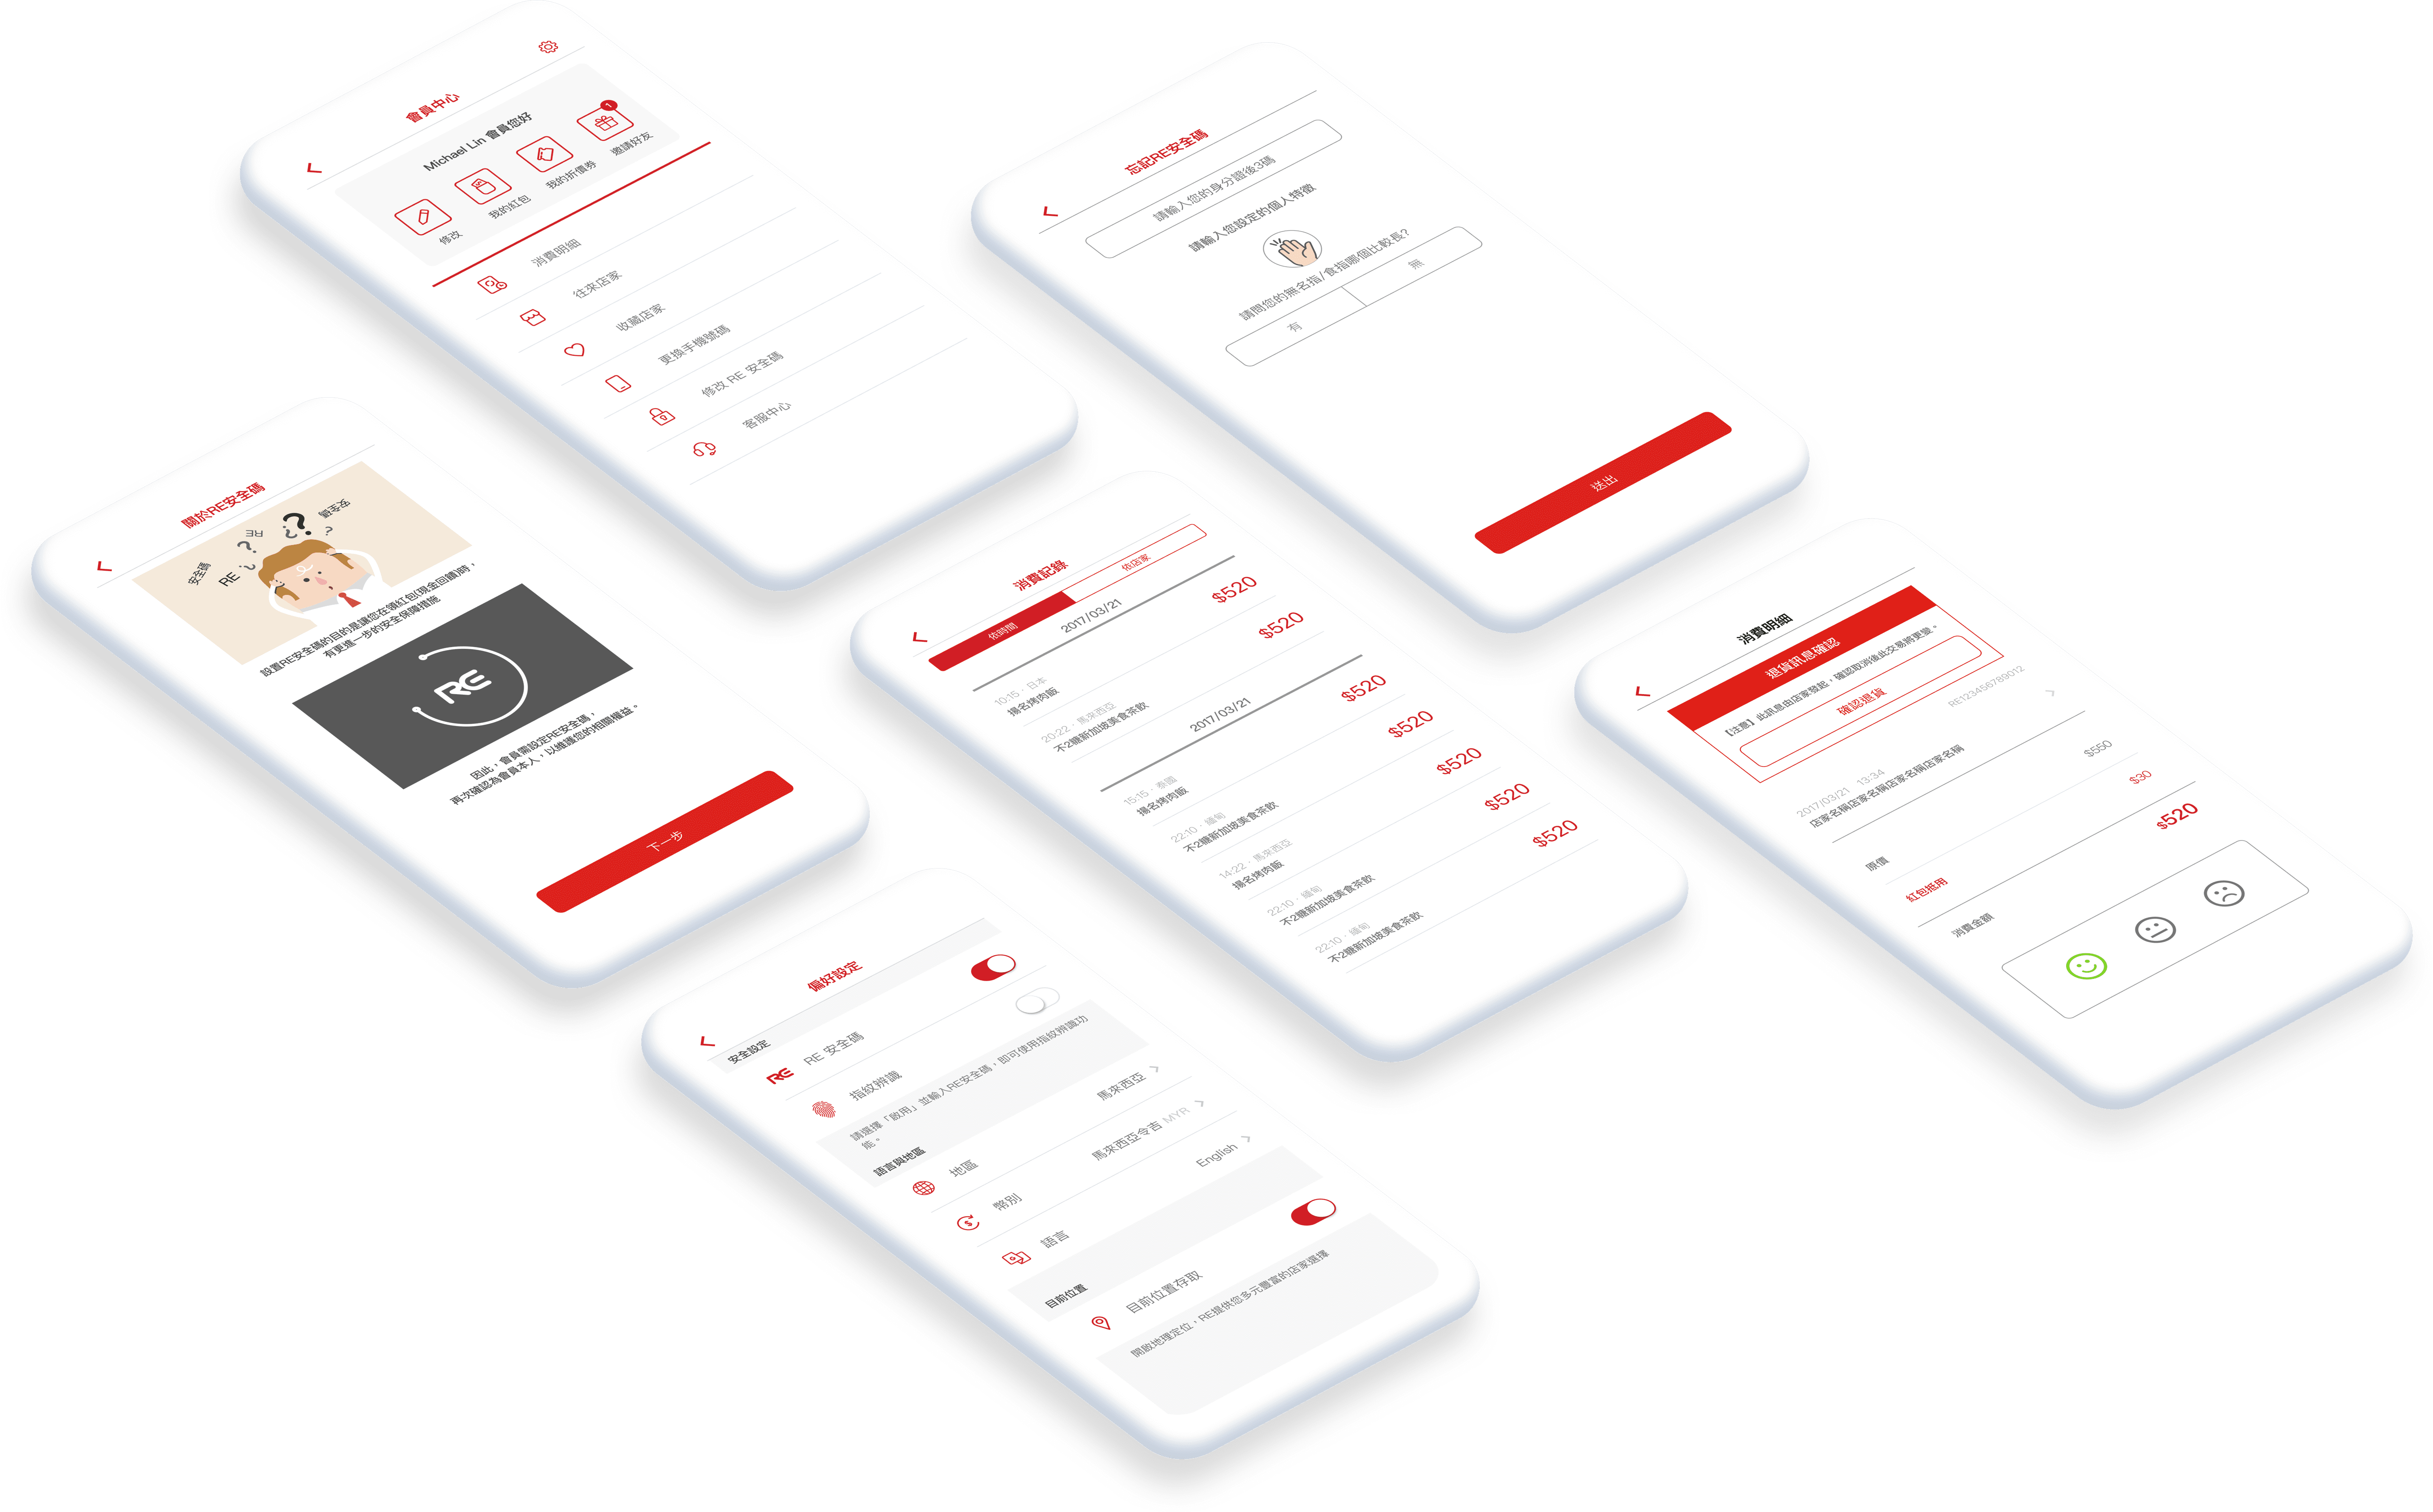 會員中心
Michael Lin 會員您好
修改
我的紅包
我的折價券
邀請好友
1
消費明細
往來店家
收藏店家
更換手機號碼
修改 RE 安全碼
客服中心
忘記RE安全碼
請輸入您的身分證後3碼
請輸入您設定的個人特徵
請問您的無名指/食指哪個比較長?
有
無
送出
關於RE安全碼
安全碼
RE
?
?
RE
?
?
?
安全碼
設置RE安全碼的目的是讓您在領紅包(現金回饋)時，
有更進一步的安全保障措施
RE
因此，會員需設定RE安全碼，
再次確認為會員本人，以維護您的相關權益。
下一步
消費記錄
依時間
依店家
2017/03/21
10:15 · 日本
揚名烤肉飯
$520
20:22 · 馬來西亞
不2糖新加坡美食茶飲
$520
2017/03/21
15:15 · 泰國
揚名烤肉飯
$520
22:10 · 緬甸
不2糖新加坡美食茶飲
$520
14:22 · 馬來西亞
揚名烤肉飯
$520
22:10 · 緬甸
不2糖新加坡美食茶飲
$520
22:10 · 緬甸
不2糖新加坡美食茶飲
$520
消費明細
退貨訊息確認
【注意】此訊息由店家發起，確認取消後此交易將更變。
確認退貨
RE123456789012
2017/03/21 13:34
店家名稱店家名稱店家名稱店家名稱
原價
$550
紅包抵用
$30
消費金額
$520
偏好設定
安全設定
RE
RE 安全碼
指紋辨識
請選擇「啟用」並輸入RE安全碼，即可使用指紋辨識功
能。
語言與地區
地區
馬來西亞
幣別
馬來西亞令吉 MYR
語言
English
目前位置
目前位置存取
開啟地理定位，RE提供您多元豐富的店家選擇